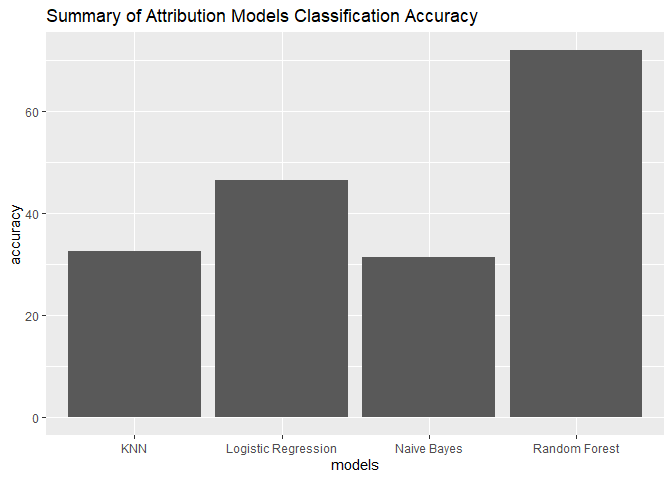 Summary of Attribution Models Classification Accuracy
accuracy
60
40
20
0
KNN Logistic Regression Naive Bayes Random Forest
models